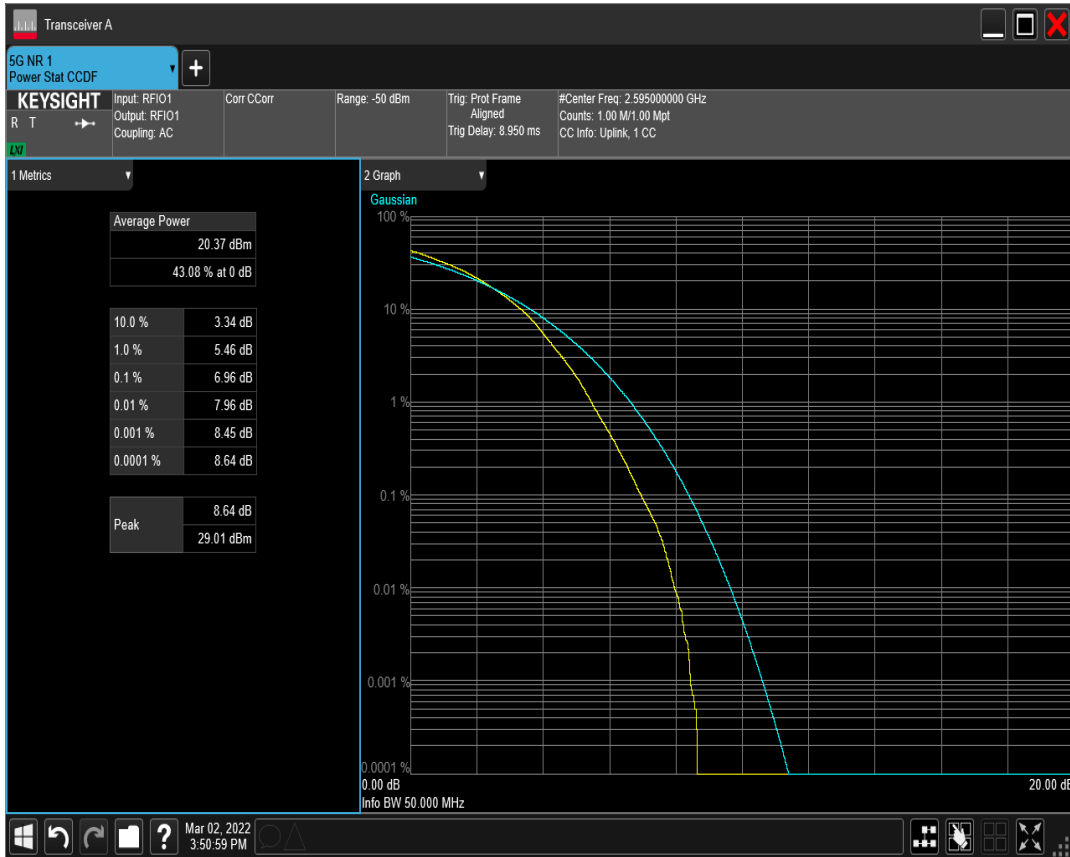 Transceiver A
5G NR 1
Power Stat CCDF
KEYSIGHT
R T
LXI
Input: RFIO1
Output: RFIO1
Coupling: AC
Corr CCorr
Range: -50 dBm
Trig: Prot Frame
Aligned
Trig Delay: 8.950 ms
#Center Freq: 2.595000000 GHz
Counts: 1.00 M/1.00 Mpt
CC Info: Uplink, 1 CC
1 Metrics
Average Power
20.37 dBm
43.08 % at 0 dB
10.0 % 3.34 dB
1.0 % 5.46 dB
0.1 % 6.96 dB
0.01 % 7.96 dB
0.001 % 8.45 dB
0.0001 % 8.64 dB
Peak 8.64 dB
29.01 dBm
2 Graph
Gaussian
100 %
10 %
1 %
0.1 %
0.01 %
0.001 %
0.0001 %
0.00 dB 20.00 dB
Info BW 50.000 MHz
? Mar 02, 2022
3:50:59 PM